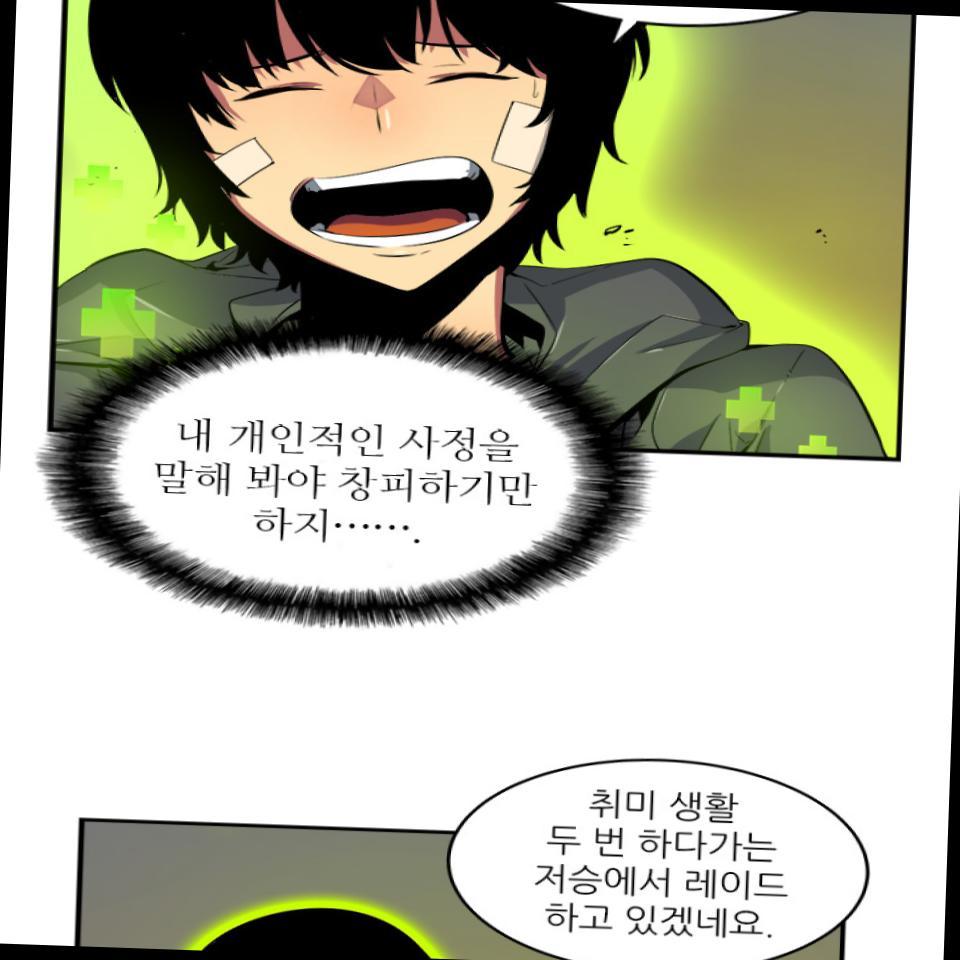 내 개인적인 사정을
말해 봐야 창피하기만
하지…….
취미 생활
두 번 하다가는
저승에서 레이드
하고 있겠네요.